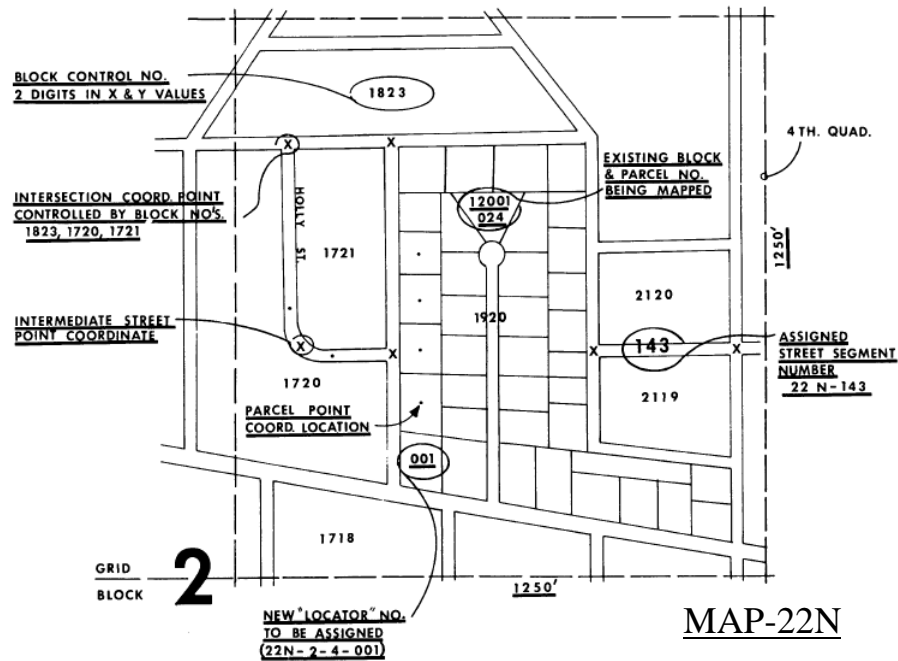 BLOCK CONTROL NO.
2 DIGITS IN X & Y VALUES
1823
4 TH. QUAD.
X
X
EXISTING BLOCK
& PARCEL NO.
BEING MAPPED
INTERSECTION COORD. POINT
CONTROLLED BY BLOCK NO'S.
1823, 1720, 1721
HOLLY ST.
12001
024
1721
1250'
2120
INTERMEDIATE STREET
POINT COORDINATE
1920
X
X
X
143
X
ASSIGNED
STREET SEGMENT
NUMBER
22 N-143
1720
2119
PARCEL POINT
COORD. LOCATION
001
1718
GRID
BLOCK
2
1250'
NEW "LOCATOR" NO.
TO BE ASSIGNED
(22N-2-4-001)
MAP-22N